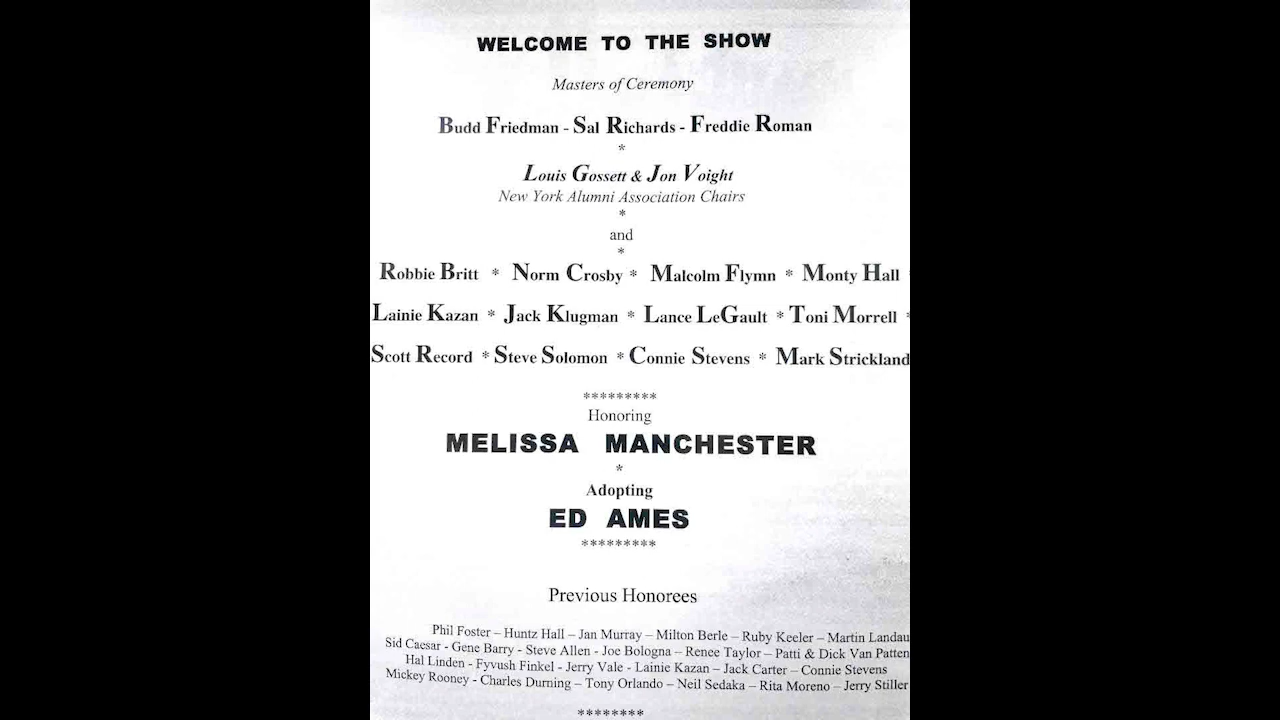 WELCOME TO THE SHOW
Masters of Ceremony
Budd Friedman - Sal Richards - Freddie Roman
*
Louis Gossett & Jon Voight
New York Alumni Association Chairs
*
and
*
Robbie Britt * Norm Crosby * Malcolm Flymn * Monty Hall
Lainie Kazan * Jack Klugman * Lance LeGault * Toni Morrell *
Scott Record * Steve Solomon * Connie Stevens * Mark Strickland
*********
Honoring
MELISSA MANCHESTER
*
Adopting
ED AMES
*********
Previous Honorees
Phil Foster – Huntz Hall – Jan Murray – Milton Berle – Ruby Keeler – Martin Landau
Sid Caesar - Gene Barry - Steve Allen - Joe Bologna – Renee Taylor – Patti & Dick Van Patten
Hal Linden - Fyvush Finkel - Jerry Vale - Lainie Kazan – Jack Carter – Connie Stevens
Mickey Rooney - Charles Durning – Tony Orlando – Neil Sedaka – Rita Moreno – Jerry Stiller
********